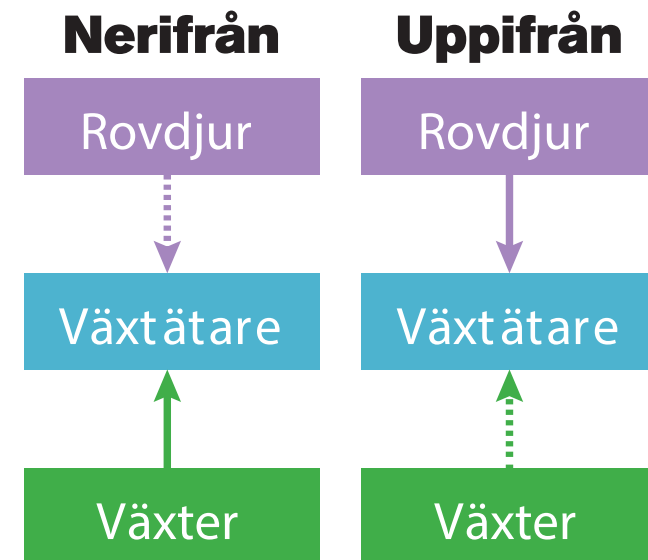 Nerifrån
Rovdjur
Växtätare
Växter
Uppifrån
Rovdjur
Växtätare
Växter